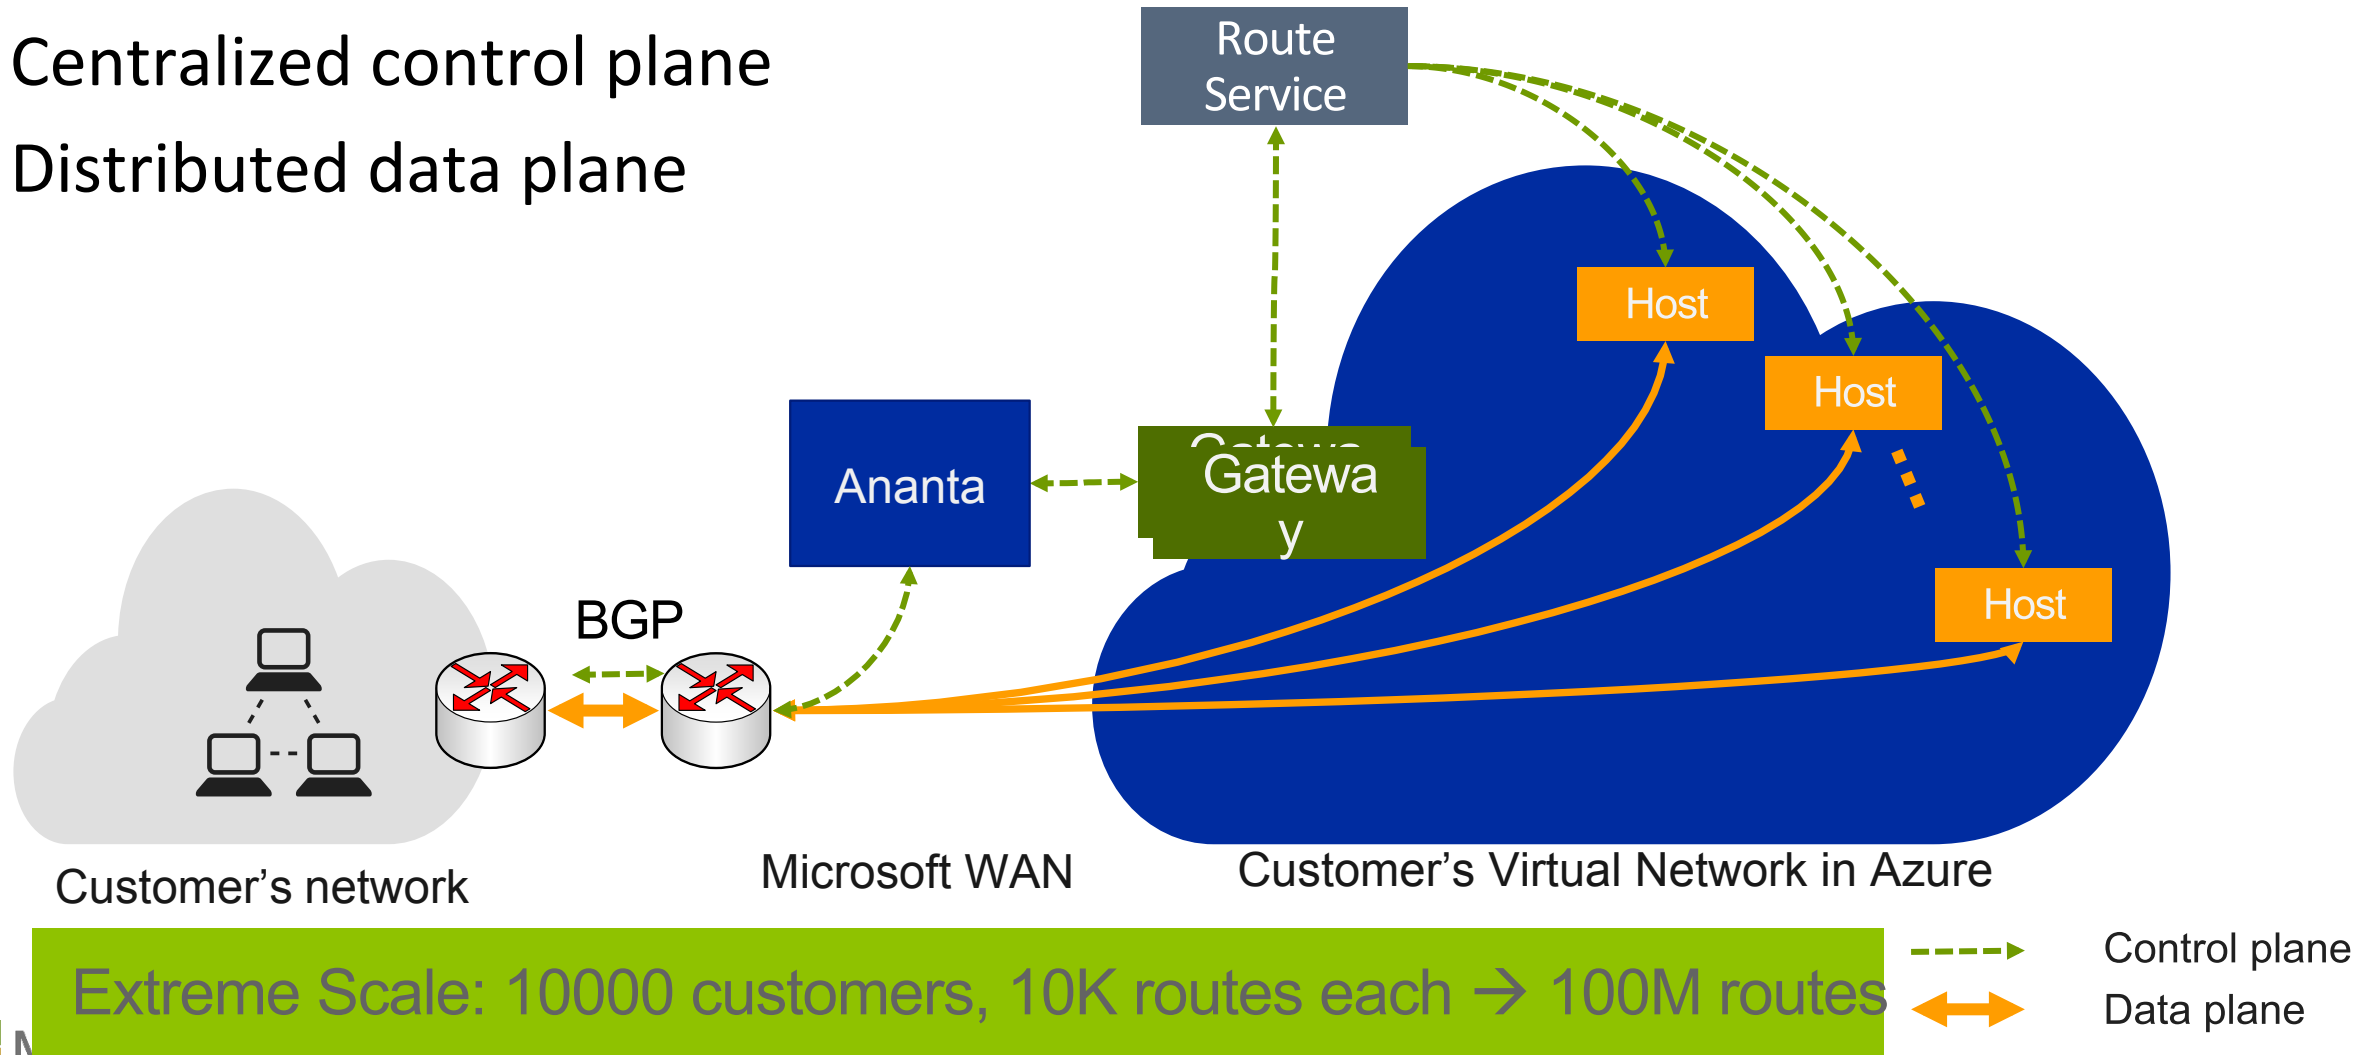 Centralized control plane
Distributed data plane
Route
Service
Host
Host
Host
Gatewa
Gatewa
y
Ananta
BGP
Customer’s network
Microsoft WAN
Customer’s Virtual Network in Azure
Extreme Scale: 10000 customers, 10K routes each → 100M routes
Control plane
Data plane